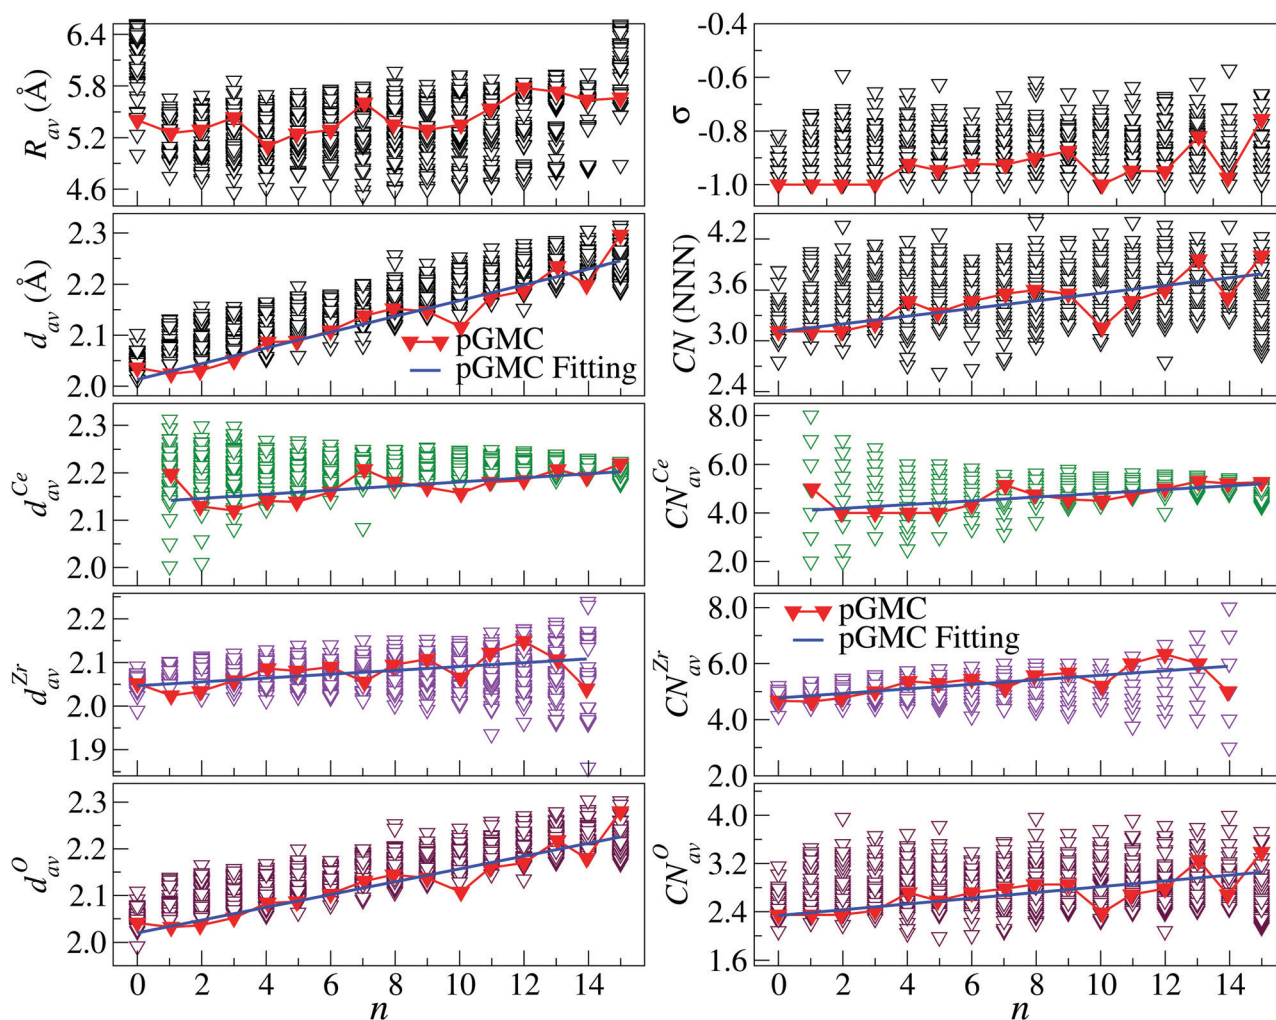 R_av (Å)
6.4
5.8
5.2
4.6
σ
-0.4
-0.6
-0.8
-1.0
d_av (Å)
2.3
2.2
2.1
2.0
pGMC
pGMC Fitting
CN (NNN)
4.2
3.6
3.0
2.4
d_av^Ce
2.3
2.2
2.1
2.0
CN_av^Ce
8.0
6.0
4.0
2.0
d_av^Zr
2.2
2.1
2.0
1.9
CN_av^Zr
8.0
6.0
4.0
2.0
pGMC
pGMC Fitting
d_av^O
2.3
2.2
2.1
2.0
CN_av^O
2.4
3.2
2.4
1.6
0 2 4 6 8 10 12 14
n
0 2 4 6 8 10 12 14
n